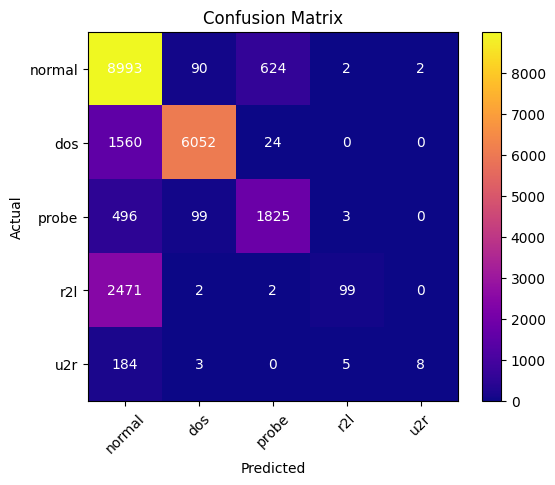 Confusion Matrix
Actual
normal 8993 90 624 2 2
dos 1560 6052 24 0 0
probe 496 99 1825 3 0
r2l 2471 2 2 99 0
u2r 184 3 0 5 8
normal dos probe r2l u2r
Predicted
8000
7000
6000
5000
4000
3000
2000
1000
0